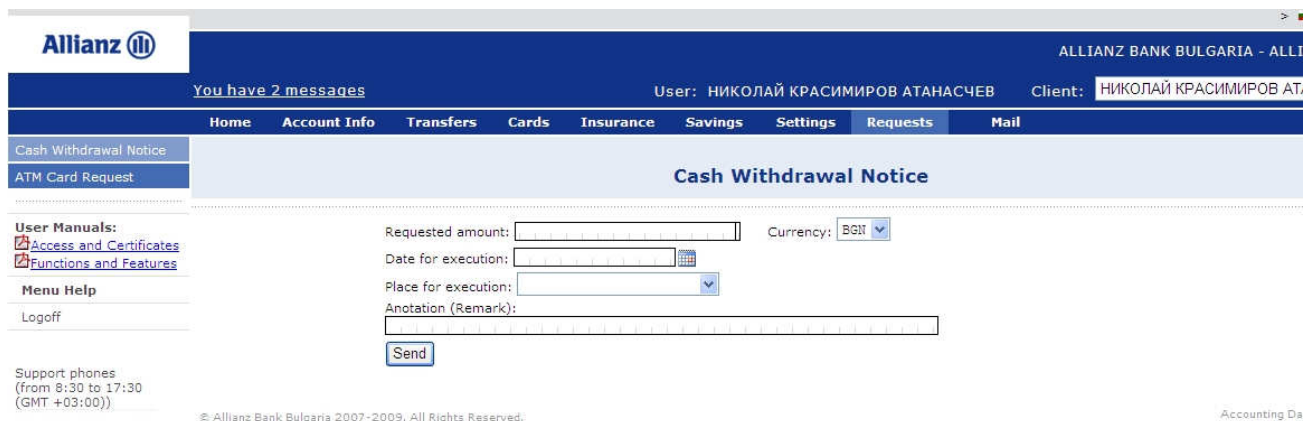 >
Allianz
ALLIANZ BANK BULGARIA - ALLI
You have 2 messages
User: НИКОЛАЙ КРАСИМИРОВ АТАНАСЧЕВ
Client: НИКОЛАЙ КРАСИМИРОВ АТА
Home Account Info Transfers Cards Insurance Savings Settings Requests Mail
Cash Withdrawal Notice
ATM Card Request
User Manuals:
Access and Certificates
Functions and Features
Menu Help
Logoff
Support phones
(from 8:30 to 17:30
(GMT +03:00))
Cash Withdrawal Notice
Requested amount: Currency: BGN
Date for execution:
Place for execution:
Anotation (Remark):
Send
© Allianz Bank Bulgaria 2007-2009. All Rights Reserved.
Accounting Da